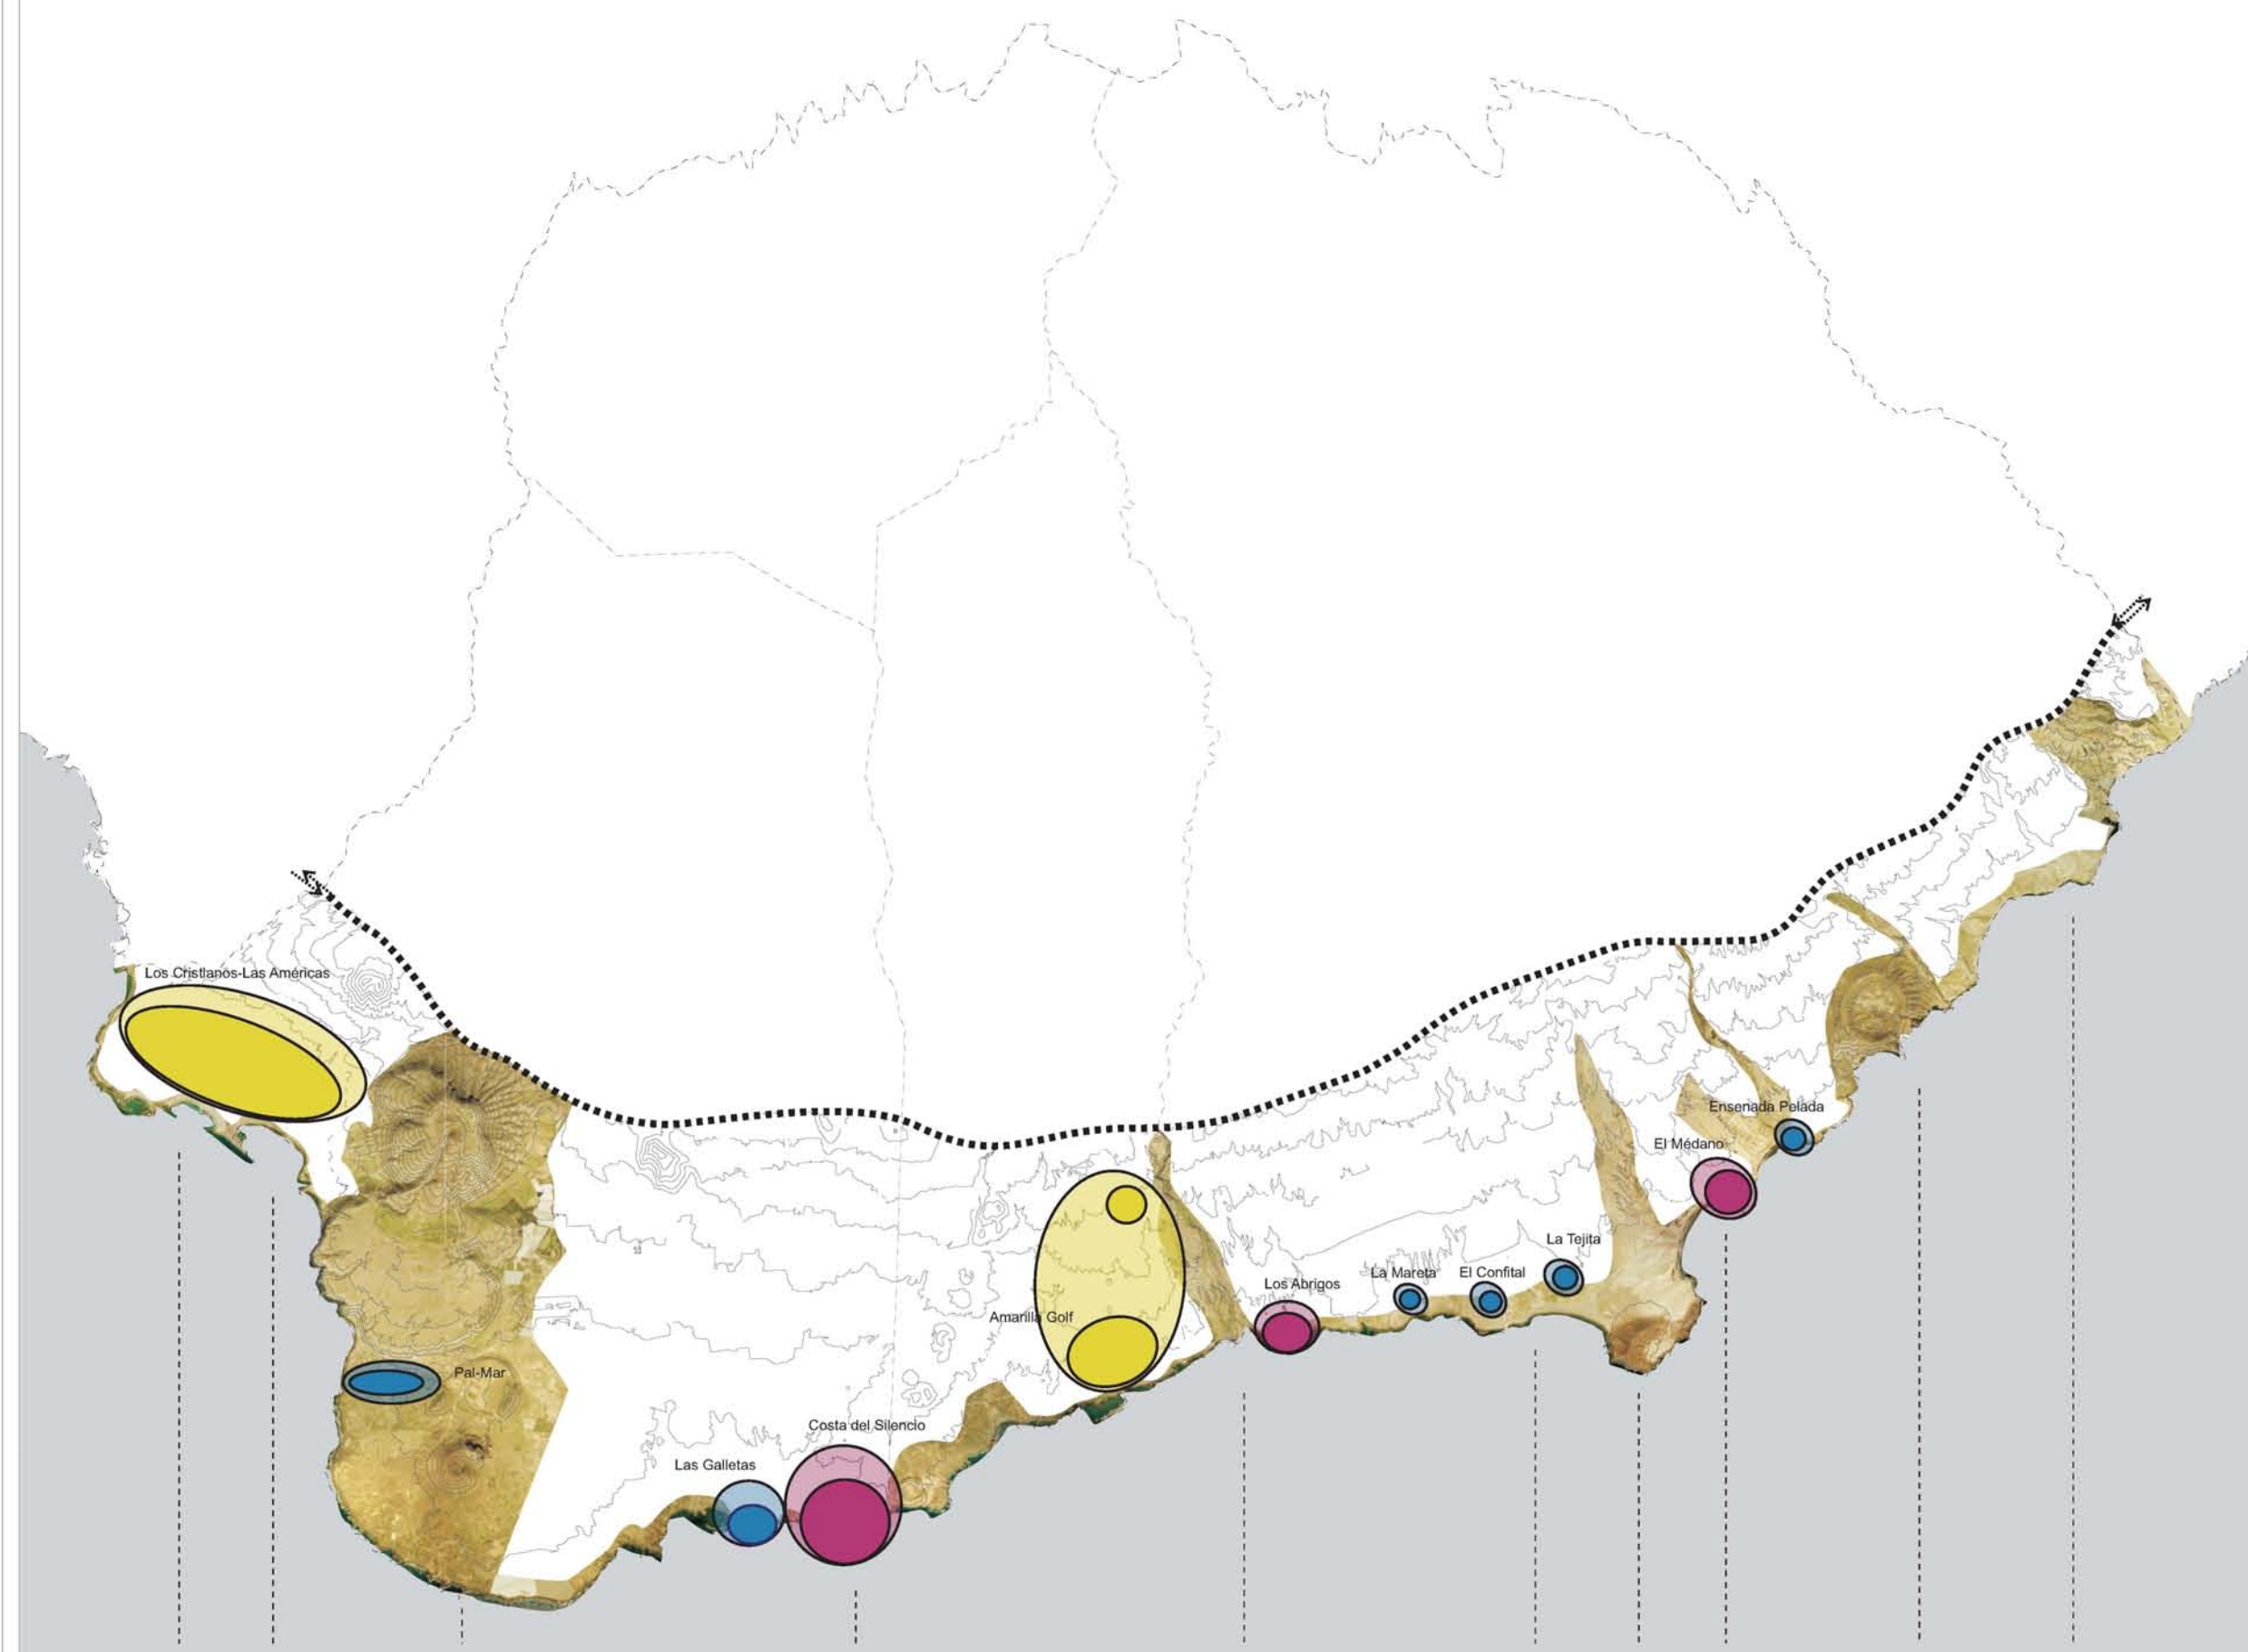 Los Cristianos-Las Américas
Ensenada Pelada
El Médano
La Tejita
La Mareta
El Confital
Los Abrigos
Amarilla Golf
Pal-Mar
Costa del Silencio
Las Galletas